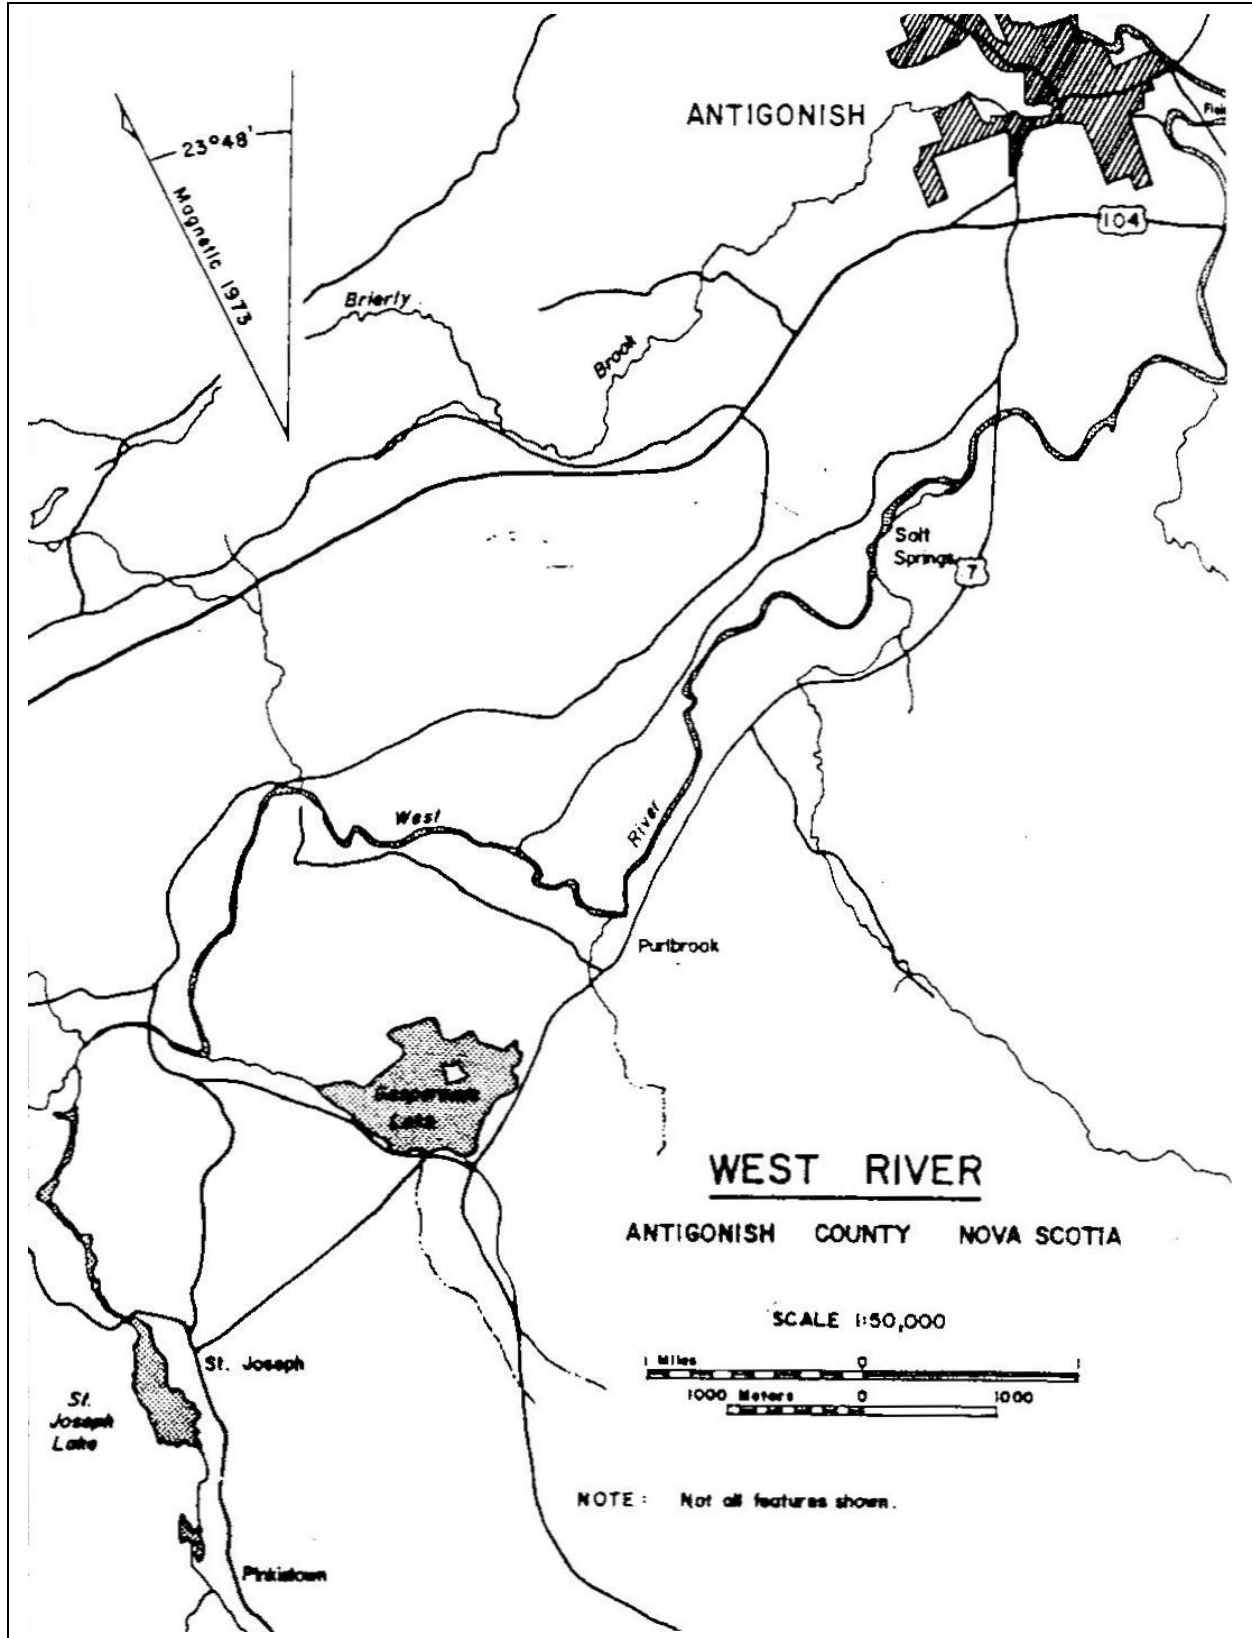 ANTIGONISH
23°48'
Magnetic 1973
104
Brierly
Brook
Salt
Springs
7
West
River
Purlbrook
Lake
WEST RIVER
ANTIGONISH COUNTY NOVA SCOTIA
SCALE 1:50,000
1 Miles 0 1
1000 Meters 0 1000
St. Joseph
St.
Joseph
Lake
NOTE: Not all features shown.
Pinkietown